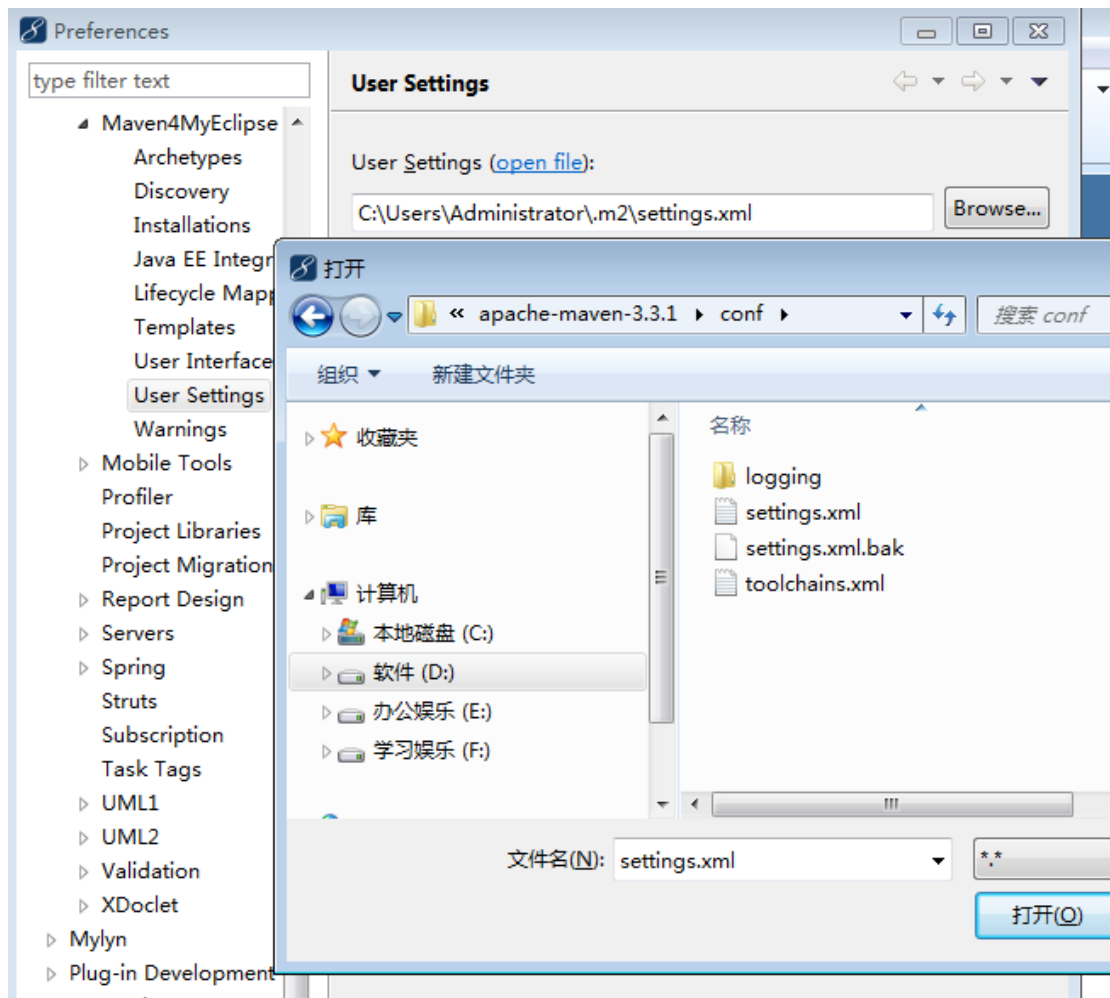 Preferences
type filter text
User Settings
Maven4MyEclipse
Archetypes
Discovery
Installations
Java EE Integr
Lifecycle Mapp
Templates
User Interface
User Settings
Warnings
Mobile Tools
Profiler
Project Libraries
Project Migration
Report Design
Servers
Spring
Struts
Subscription
Task Tags
UML1
UML2
Validation
XDoclet
Mylyn
Plug-in Development
User Settings (open file):
C:\Users\Administrator\.m2\settings.xml
Browse...
打开
« apache-maven-3.3.1 conf
搜索 conf
组织
新建文件夹
收藏夹
库
计算机
本地磁盘 (C:)
软件 (D:)
办公娱乐 (E:)
学习娱乐 (F:)
名称
logging
settings.xml
settings.xml.bak
toolchains.xml
文件名(N): settings.xml
*.*
打开(O)